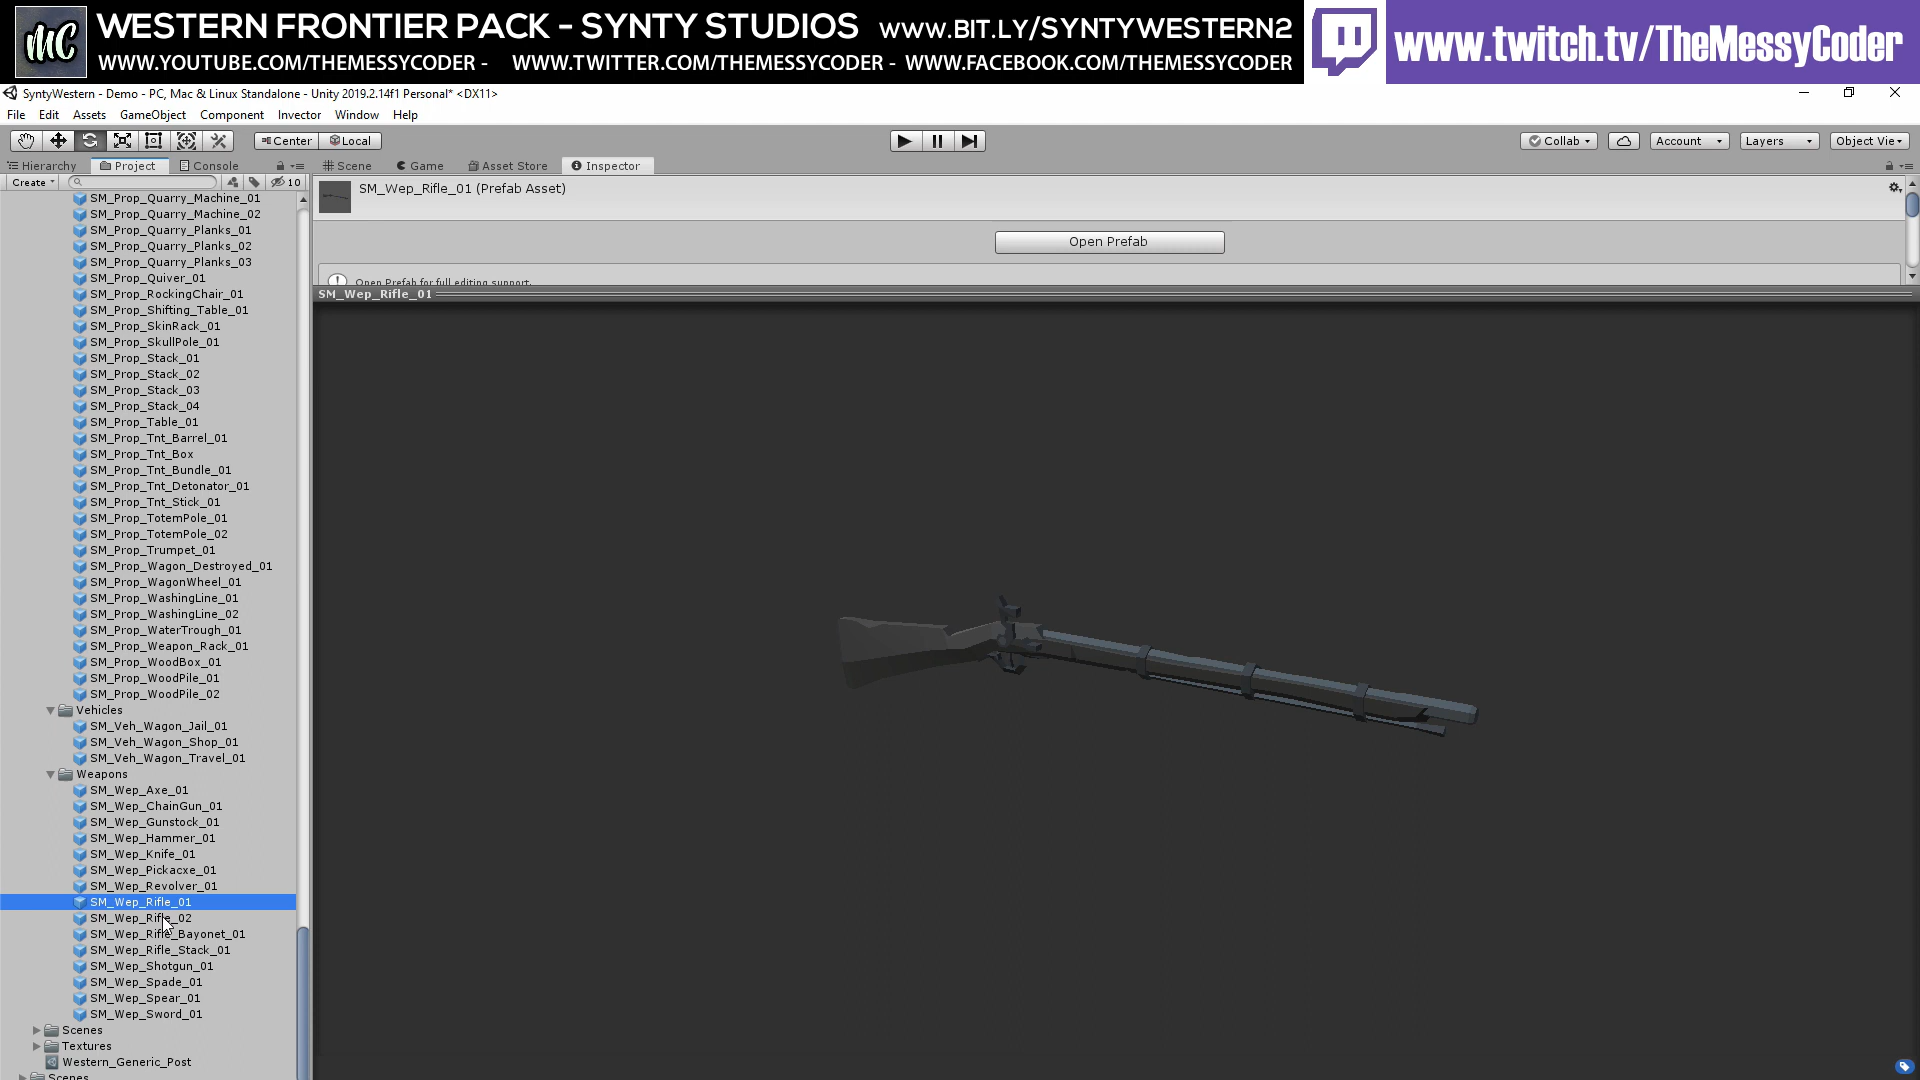 MC
WESTERN FRONTIER PACK - SYNTY STUDIOS WWW.BIT.LY/SYNTYWESTERN2
WWW.YOUTUBE.COM/THEMESSYCODER - WWW.TWITTER.COM/THEMESSYCODER - WWW.FACEBOOK.COM/THEMESSYCODER
www.twitch.tv/TheMessyCoder
SyntyWestern - Demo - PC, Mac & Linux Standalone - Unity 2019.2.14f1 Personal* <DX11>
File Edit Assets GameObject Component Invector Window Help
Center Local Collab Account Layers Object Vie
Hierarchy Project Console Scene Game Asset Store Inspector
Create 10
SM_Wep_Rifle_01 (Prefab Asset)
Open Prefab
Open Prefab for full editing support.
SM_Wep_Rifle_01
SM_Prop_Quarry_Machine_01
SM_Prop_Quarry_Machine_02
SM_Prop_Quarry_Planks_01
SM_Prop_Quarry_Planks_02
SM_Prop_Quarry_Planks_03
SM_Prop_Quiver_01
SM_Prop_RockingChair_01
SM_Prop_Shifting_Table_01
SM_Prop_SkinRack_01
SM_Prop_SkullPole_01
SM_Prop_Stack_01
SM_Prop_Stack_02
SM_Prop_Stack_03
SM_Prop_Stack_04
SM_Prop_Table_01
SM_Prop_Tnt_Barrel_01
SM_Prop_Tnt_Box
SM_Prop_Tnt_Bundle_01
SM_Prop_Tnt_Detonator_01
SM_Prop_Tnt_Stick_01
SM_Prop_TotemPole_01
SM_Prop_TotemPole_02
SM_Prop_Trumpet_01
SM_Prop_Wagon_Destroyed_01
SM_Prop_WagonWheel_01
SM_Prop_WashingLine_01
SM_Prop_WashingLine_02
SM_Prop_WaterTrough_01
SM_Prop_Weapon_Rack_01
SM_Prop_WoodBox_01
SM_Prop_WoodPile_01
SM_Prop_WoodPile_02
Vehicles
SM_Veh_Wagon_Jail_01
SM_Veh_Wagon_Shop_01
SM_Veh_Wagon_Travel_01
Weapons
SM_Wep_Axe_01
SM_Wep_ChainGun_01
SM_Wep_Gunstock_01
SM_Wep_Hammer_01
SM_Wep_Knife_01
SM_Wep_Pickacxe_01
SM_Wep_Revolver_01
SM_Wep_Rifle_01
SM_Wep_Rifle_02
SM_Wep_Rifle_Bayonet_01
SM_Wep_Rifle_Stack_01
SM_Wep_Shotgun_01
SM_Wep_Spade_01
SM_Wep_Spear_01
SM_Wep_Sword_01
Scenes
Textures
Western_Generic_Post
Scenes